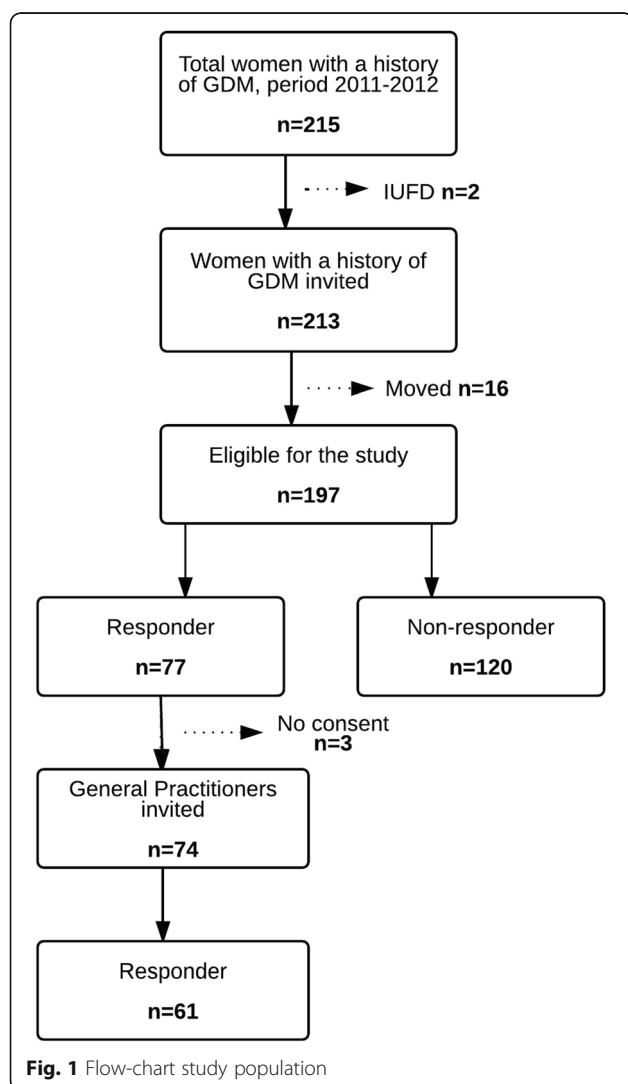 Total women with a history
of GDM, period 2011-2012
n=215
IUFD n=2
Women with a history of
GDM invited
n=213
Moved n=16
Eligible for the study
n=197
Responder
n=77
Non-responder
n=120
No consent
n=3
General Practitioners
invited
n=74
Responder
n=61
Fig. 1 Flow-chart study population